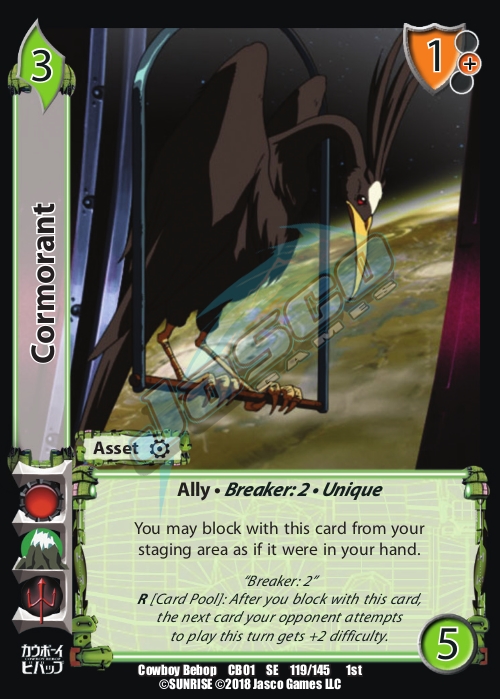 3
1
+
Cormorant
JASCO
GAMES
Asset
Ally • Breaker: 2 • Unique
You may block with this card from your
staging area as if it were in your hand.
"Breaker: 2"
R [Card Pool]: After you block with this card,
the next card your opponent attempts
to play this turn gets +2 difficulty.
カウボーイ
ビバップ
5
Cowboy Bebop CB01 SE 119/145 1st
©SUNRISE ©2018 Jasco Games LLC